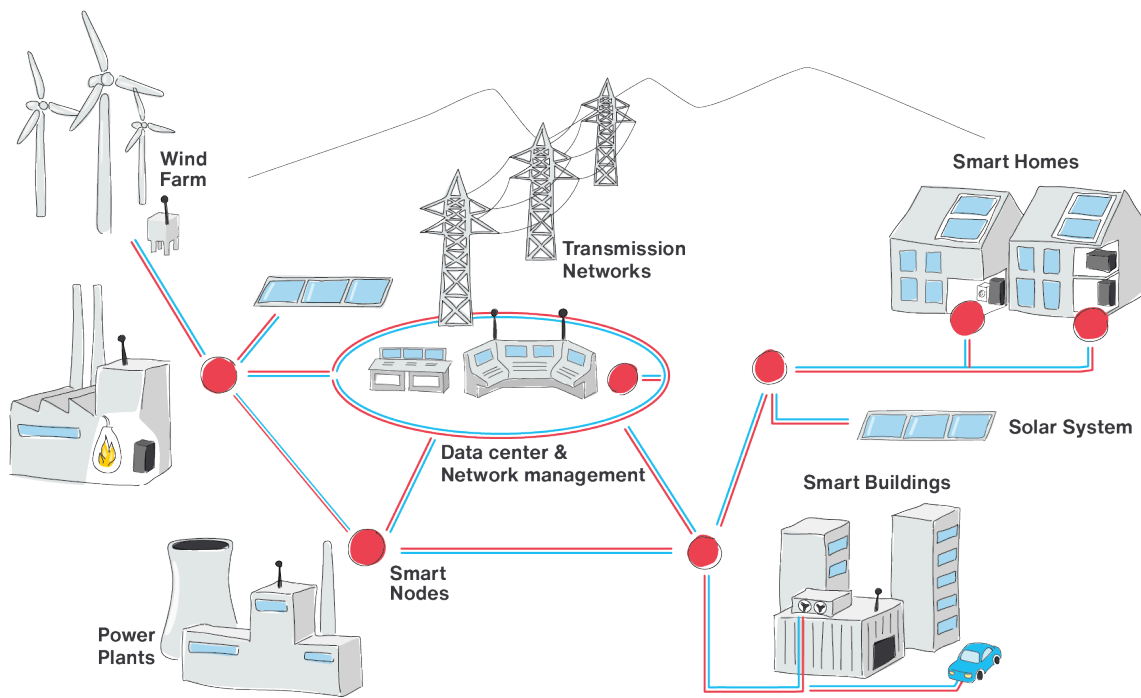 Wind
Farm
Smart Homes
Transmission
Networks
Data center &
Network management
Solar System
Smart Buildings
Smart
Nodes
Power
Plants